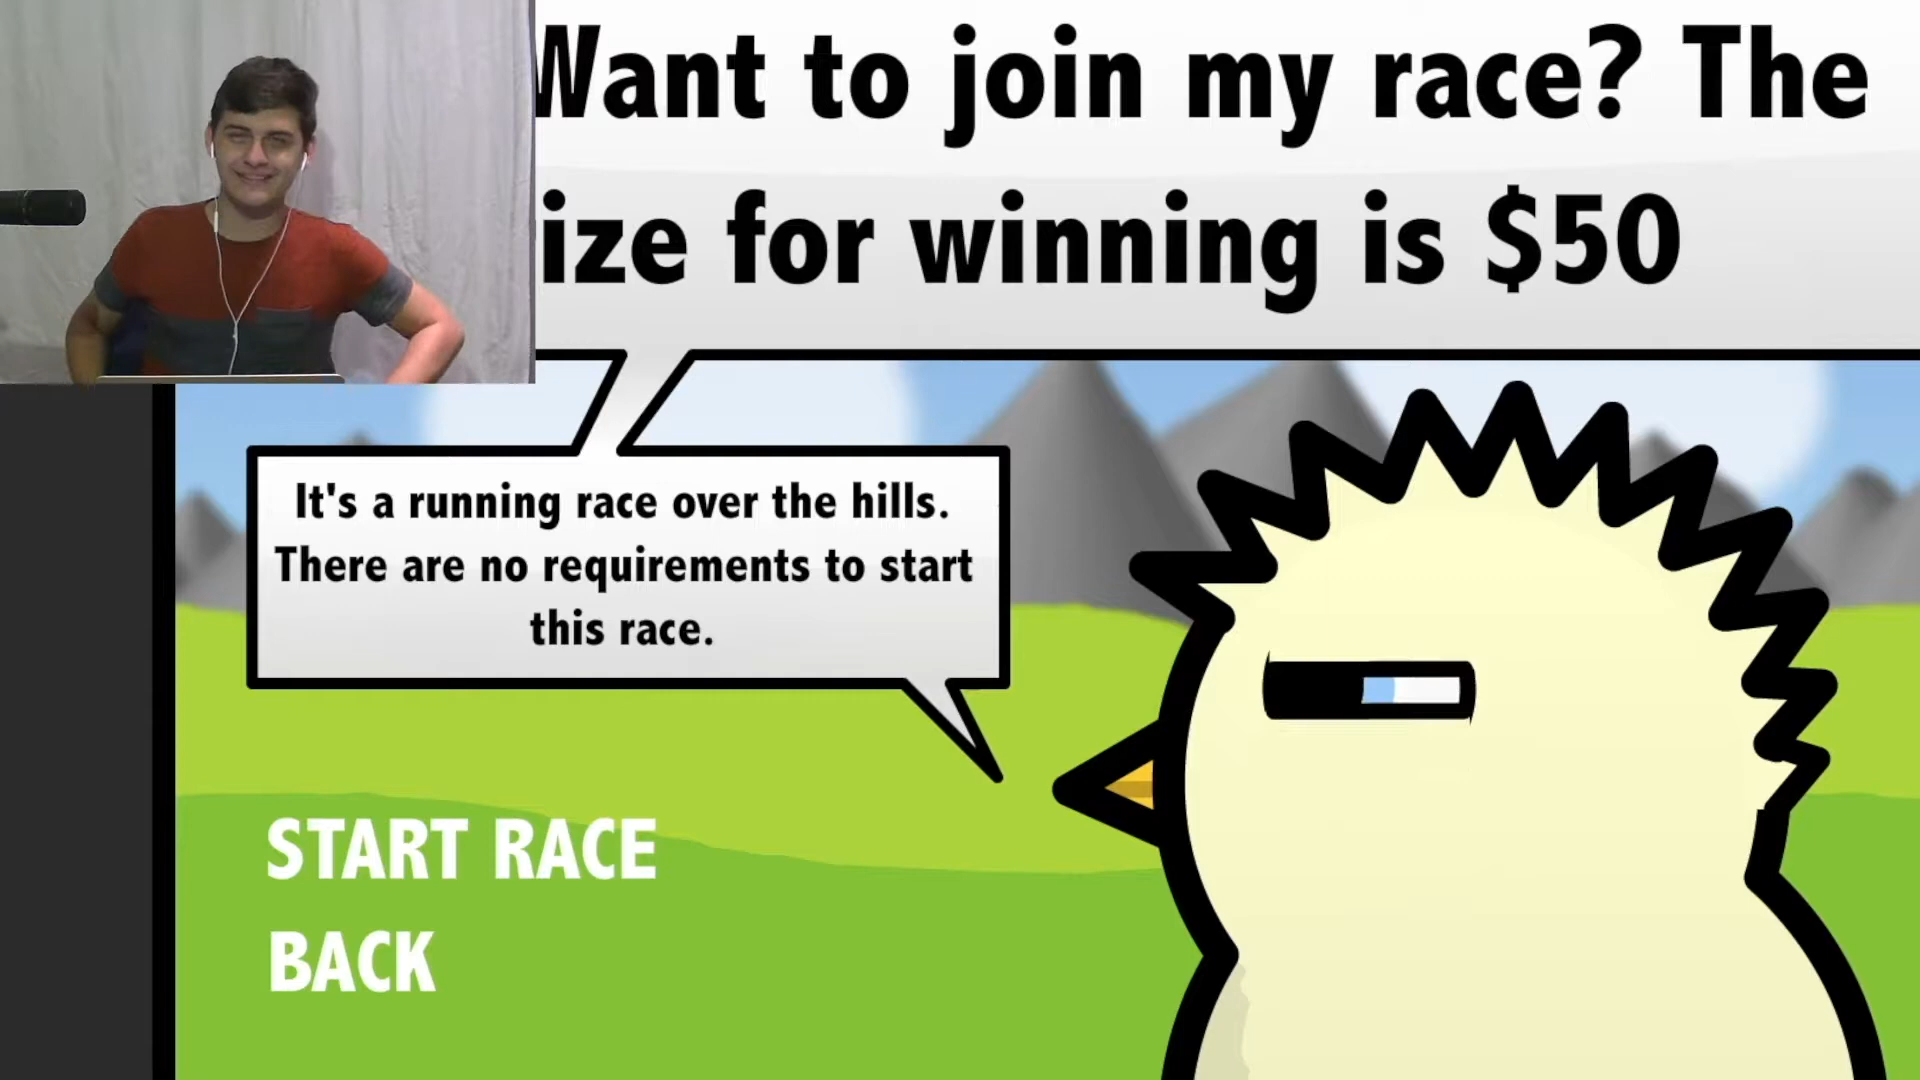 Want to join my race? The
ize for winning is $50
It's a running race over the hills.
There are no requirements to start
this race.
START RACE
BACK